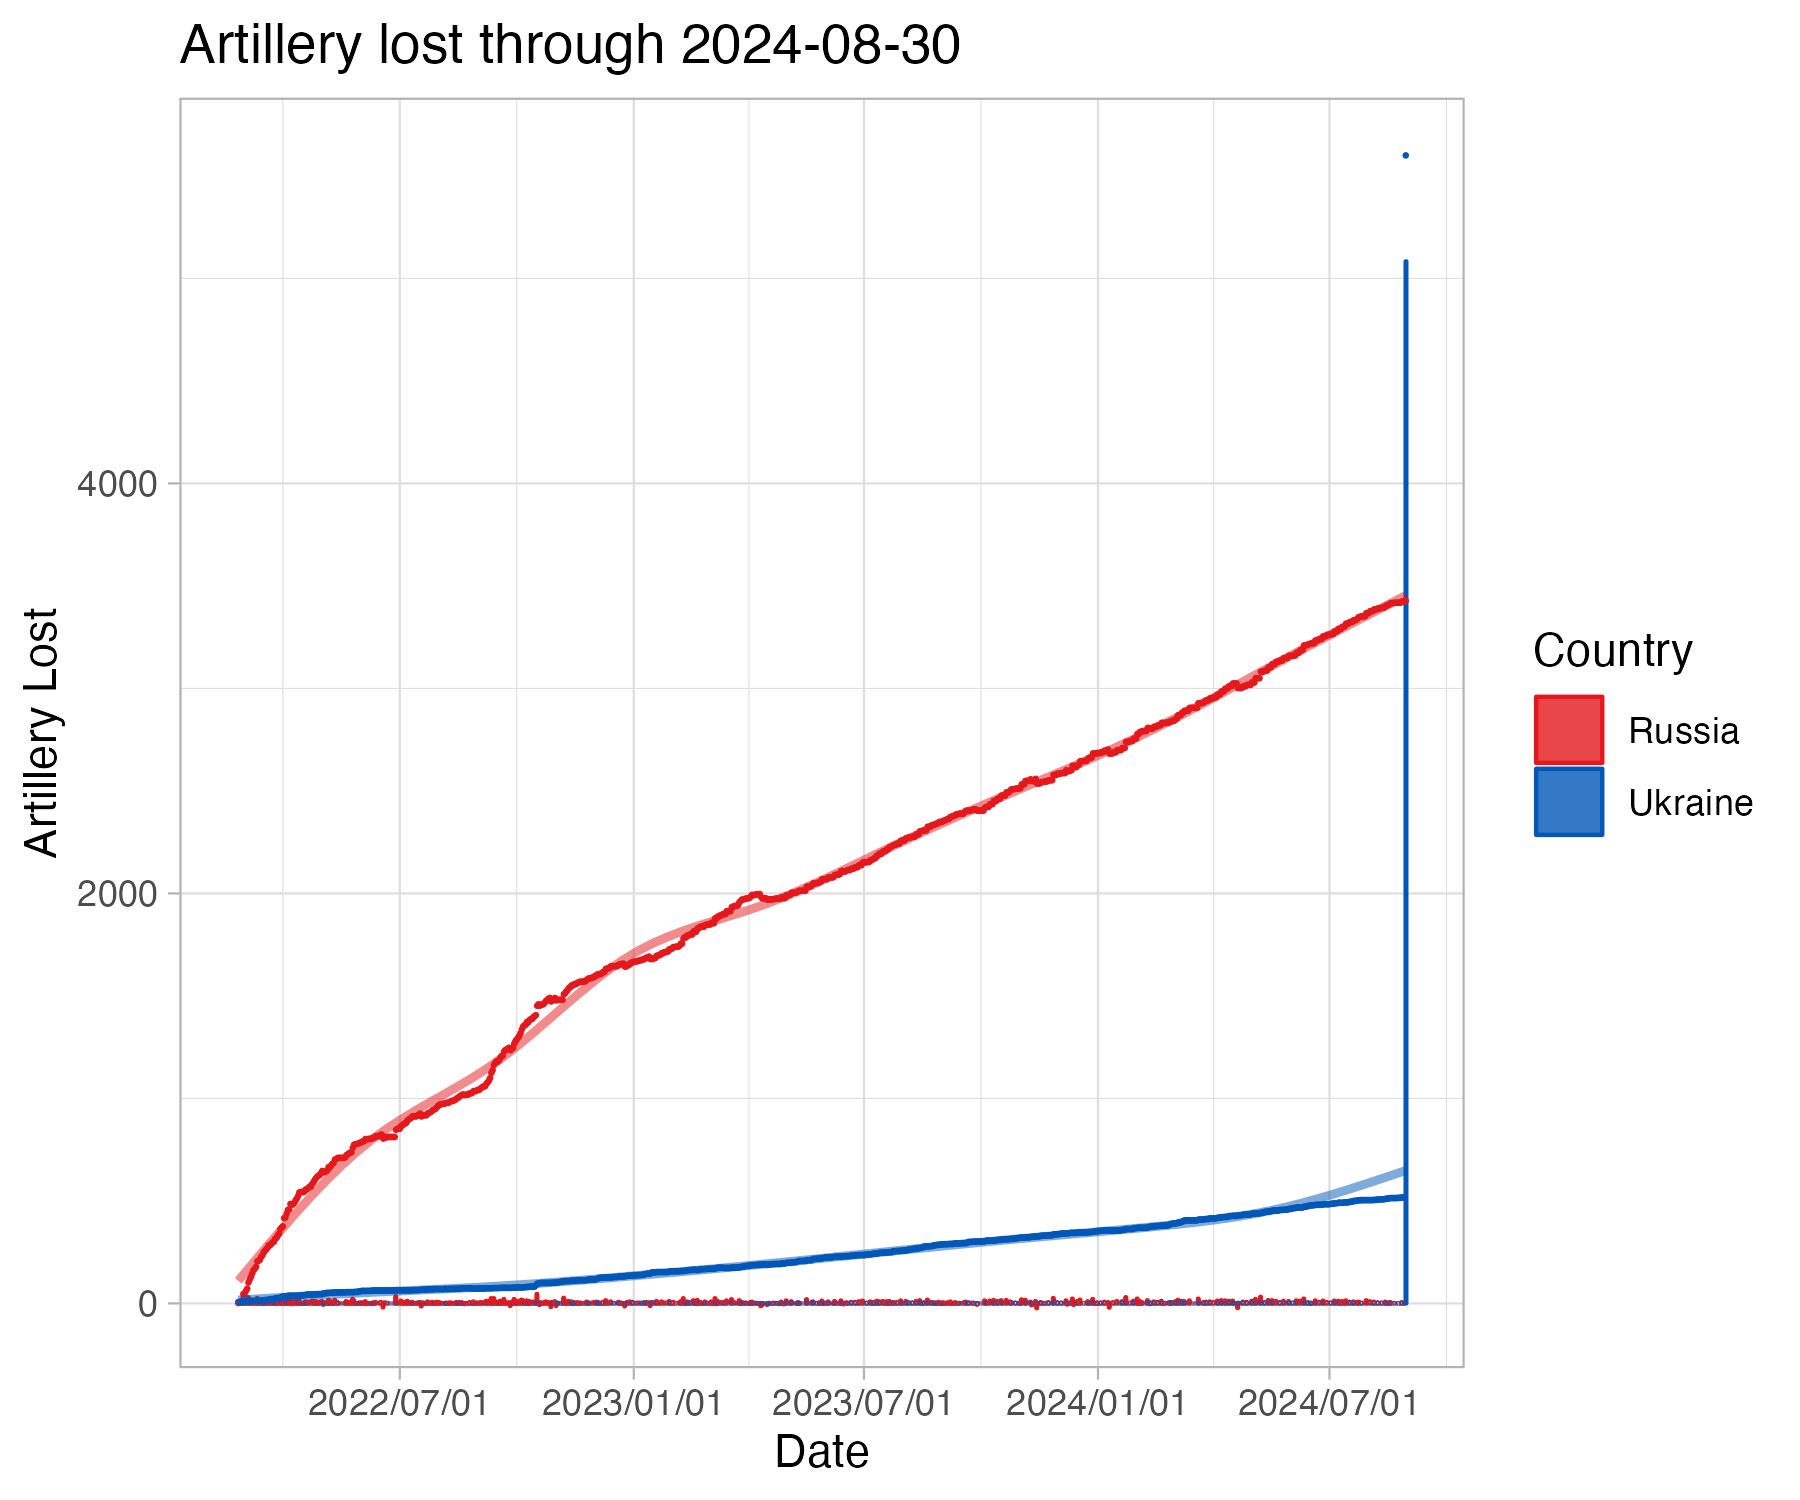 Artillery lost through 2024-08-30
Artillery Lost
4000
2000
0
2022/07/01
2023/01/01
2023/07/01
2024/01/01
2024/07/01
Date
Country
Russia
Ukraine